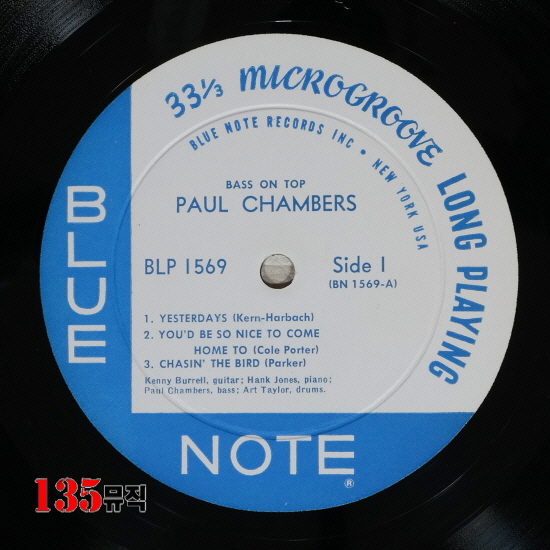 33⅓ MICROGROOVE LONG PLAYING
BLUE NOTE RECORDS INC • NEW YORK USA
BASS ON TOP
PAUL CHAMBERS
BLP 1569
Side 1
(BN 1569-A)
1. YESTERDAYS (Kern-Harbach)
2. YOU'D BE SO NICE TO COME
HOME TO (Cole Porter)
3. CHASIN' THE BIRD (Parker)
Kenny Burrell, guitar; Hank Jones, piano;
Paul Chambers, bass; Art Taylor, drums.
BLUE
NOTE
®
135뮤직